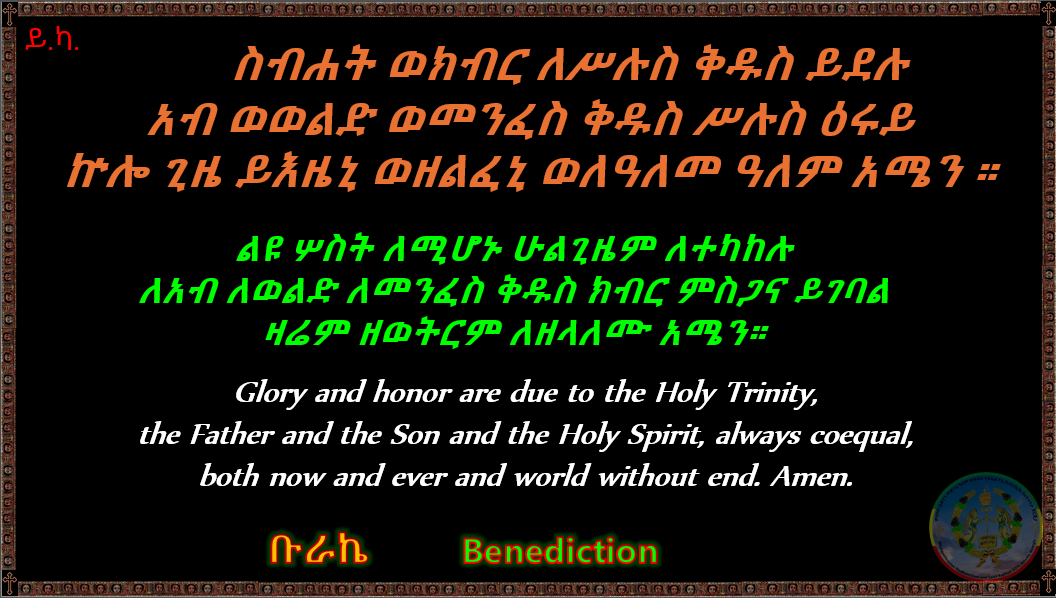 ይ.ካ.
ስብሐት ወክብር ለሥሉስ ቅዱስ ይደሉ
አብ ወወልድ ወመንፈስ ቅዱስ ሥሉስ ዕሩይ
ኵሎ ጊዜ ይእዜኒ ወዘልፈኒ ወለዓለመ ዓለም አሜን ።
ልዩ ሦስት ለሚሆኑ ሁልጊዜም ለተካከሉ
ለአብ ለወልድ ለመንፈስ ቅዱስ ክብር ምስጋና ይገባል
ዛሬም ዘወትርም ለዘላለሙ አሜን።
Glory and honor are due to the Holy Trinity,
the Father and the Son and the Holy Spirit, always coequal,
both now and ever and world without end. Amen.
ቡራኬ Benediction